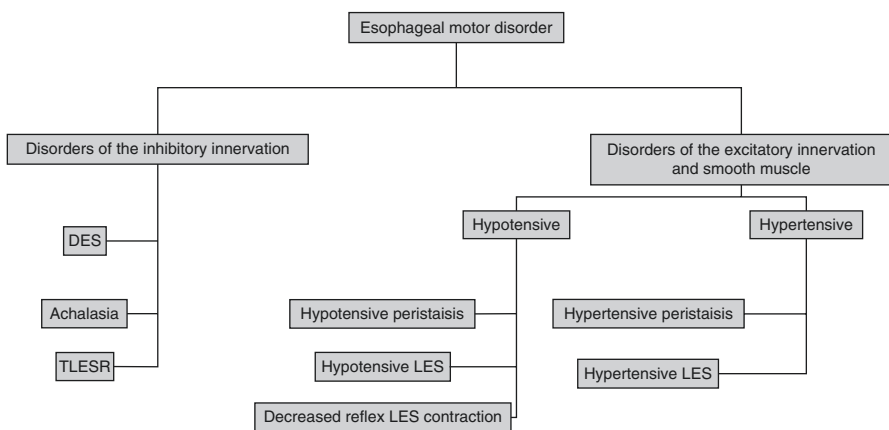 Esophageal motor disorder
Disorders of the inhibitory innervation
Disorders of the excitatory innervation
and smooth muscle
DES
Achalasia
TLESR
Hypotensive
Hypertensive
Hypotensive peristaisis
Hypotensive LES
Decreased reflex LES contraction
Hypertensive peristaisis
Hypertensive LES